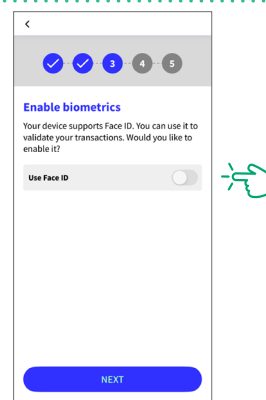 3 4 5
Enable biometrics
Your device supports Face ID. You can use it to
validate your transactions. Would you like to
enable it?
Use Face ID
NEXT